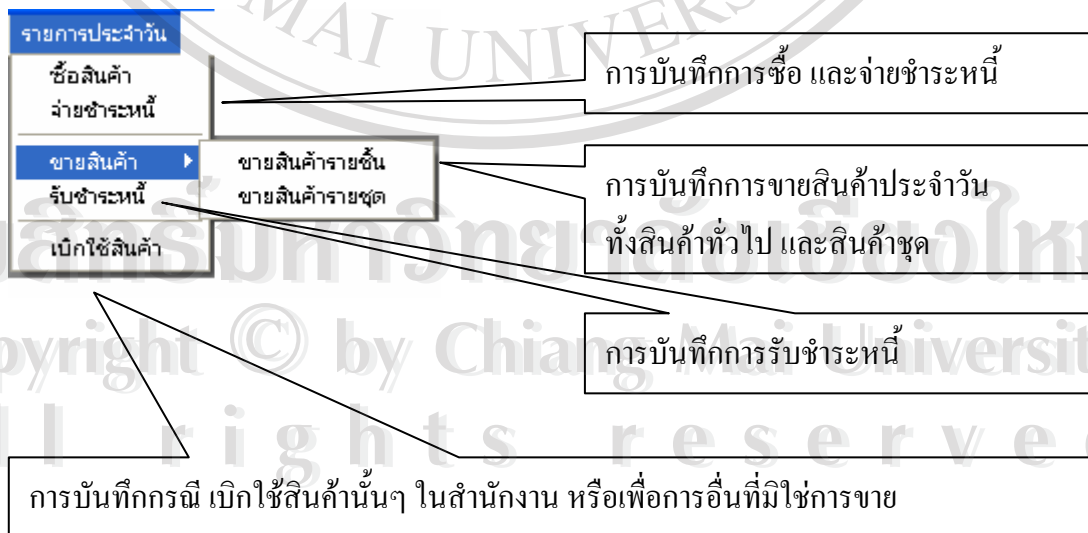 MAI UNIVER
รายการประจำวัน
ซื้อสินค้า
จ่ายชำระหนี้
ขายสินค้า
รับชำระหนี้
เบิกใช้สินค้า
ขายสินค้ารายชิ้น
ขายสินค้ารายชุด
การบันทึกการซื้อ และจ่ายชำระหนี้
การบันทึกการขายสินค้าประจำวัน
ทั้งสินค้าทั่วไป และสินค้าชุด
การบันทึกการรับชำระหนี้
การบันทึกกรณี เบิกใช้สินค้านั้นๆ ในสำนักงาน หรือเพื่อการอื่นที่มิใช่การขาย
pyright © by Chiang Mai Universit
l rights reserve